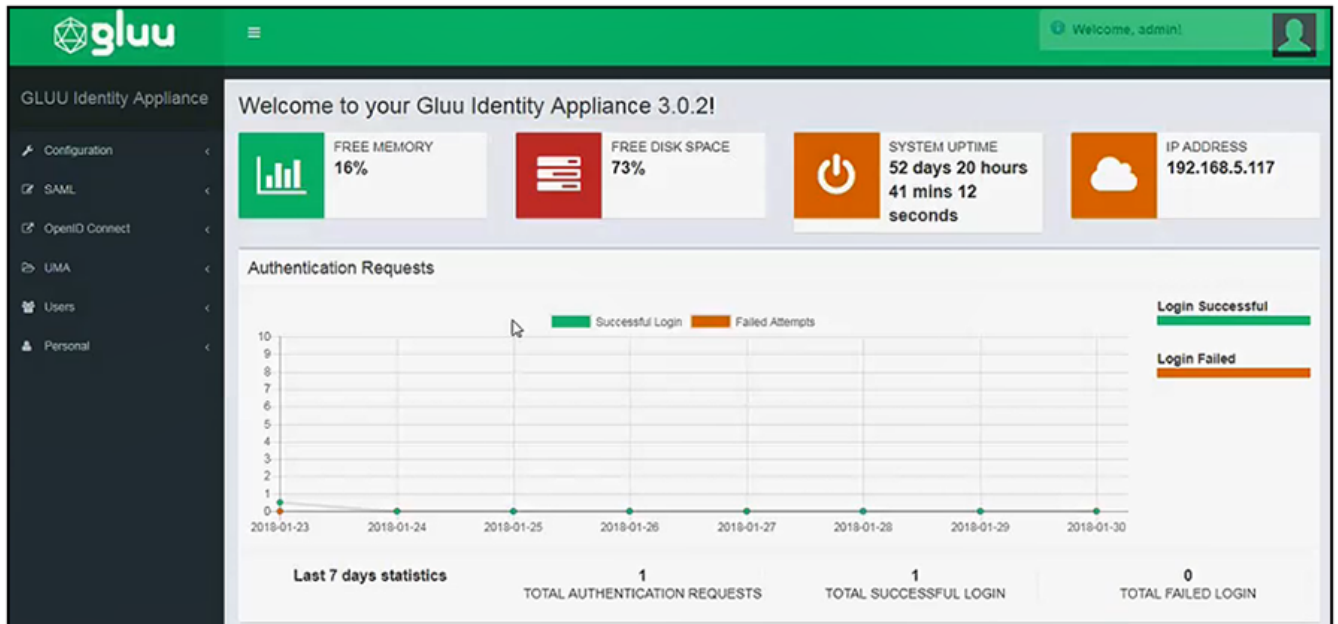 gluu
Welcome, admin!
GLUU Identity Appliance
Configuration
SAML
OpenID Connect
UMA
Users
Personal
Welcome to your Gluu Identity Appliance 3.0.2!
FREE MEMORY
16%
FREE DISK SPACE
73%
SYSTEM UPTIME
52 days 20 hours
41 mins 12
seconds
IP ADDRESS
192.168.5.117
Authentication Requests
Successful Login Failed Attempts
Login Successful
Login Failed
10
9
8
7
6
5
4
3
2
1
0
2018-01-23 2018-01-24 2018-01-25 2018-01-26 2018-01-27 2018-01-28 2018-01-29 2018-01-30
Last 7 days statistics
1
TOTAL AUTHENTICATION REQUESTS
1
TOTAL SUCCESSFUL LOGIN
0
TOTAL FAILED LOGIN